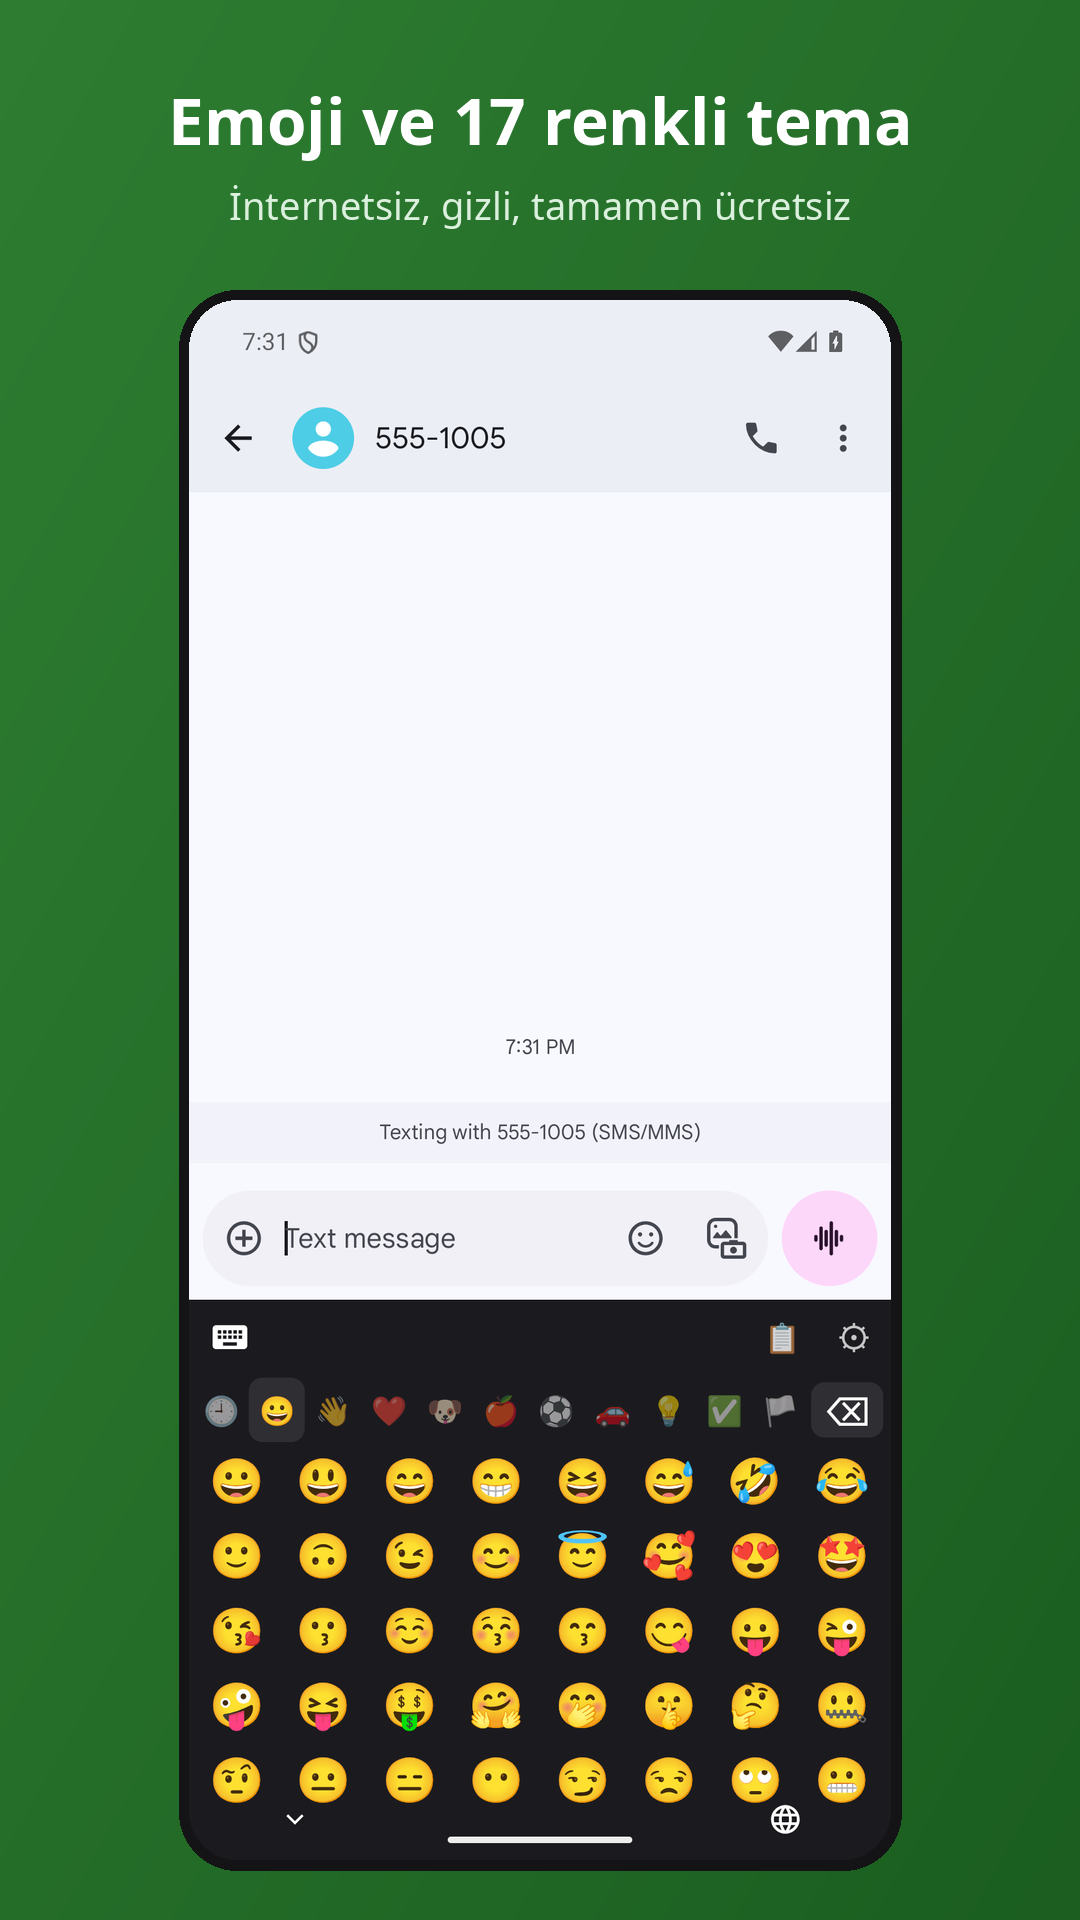 Emoji ve 17 renkli tema
İnternetsiz, gizli, tamamen ücretsiz
7:31
555-1005
7:31 PM
Texting with 555-1005 (SMS/MMS)
Text message